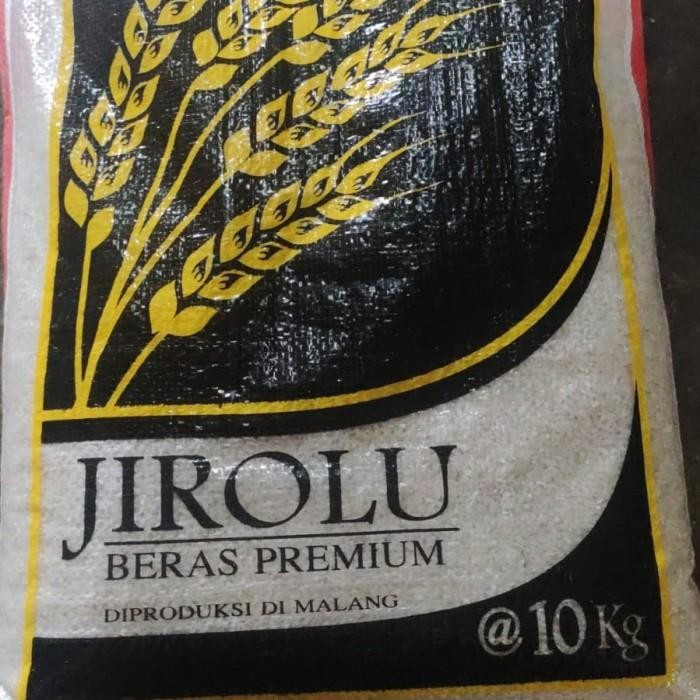 JIROLU
BERAS PREMIUM
DIPRODUKSI DI MALANG
@ 10 Kg